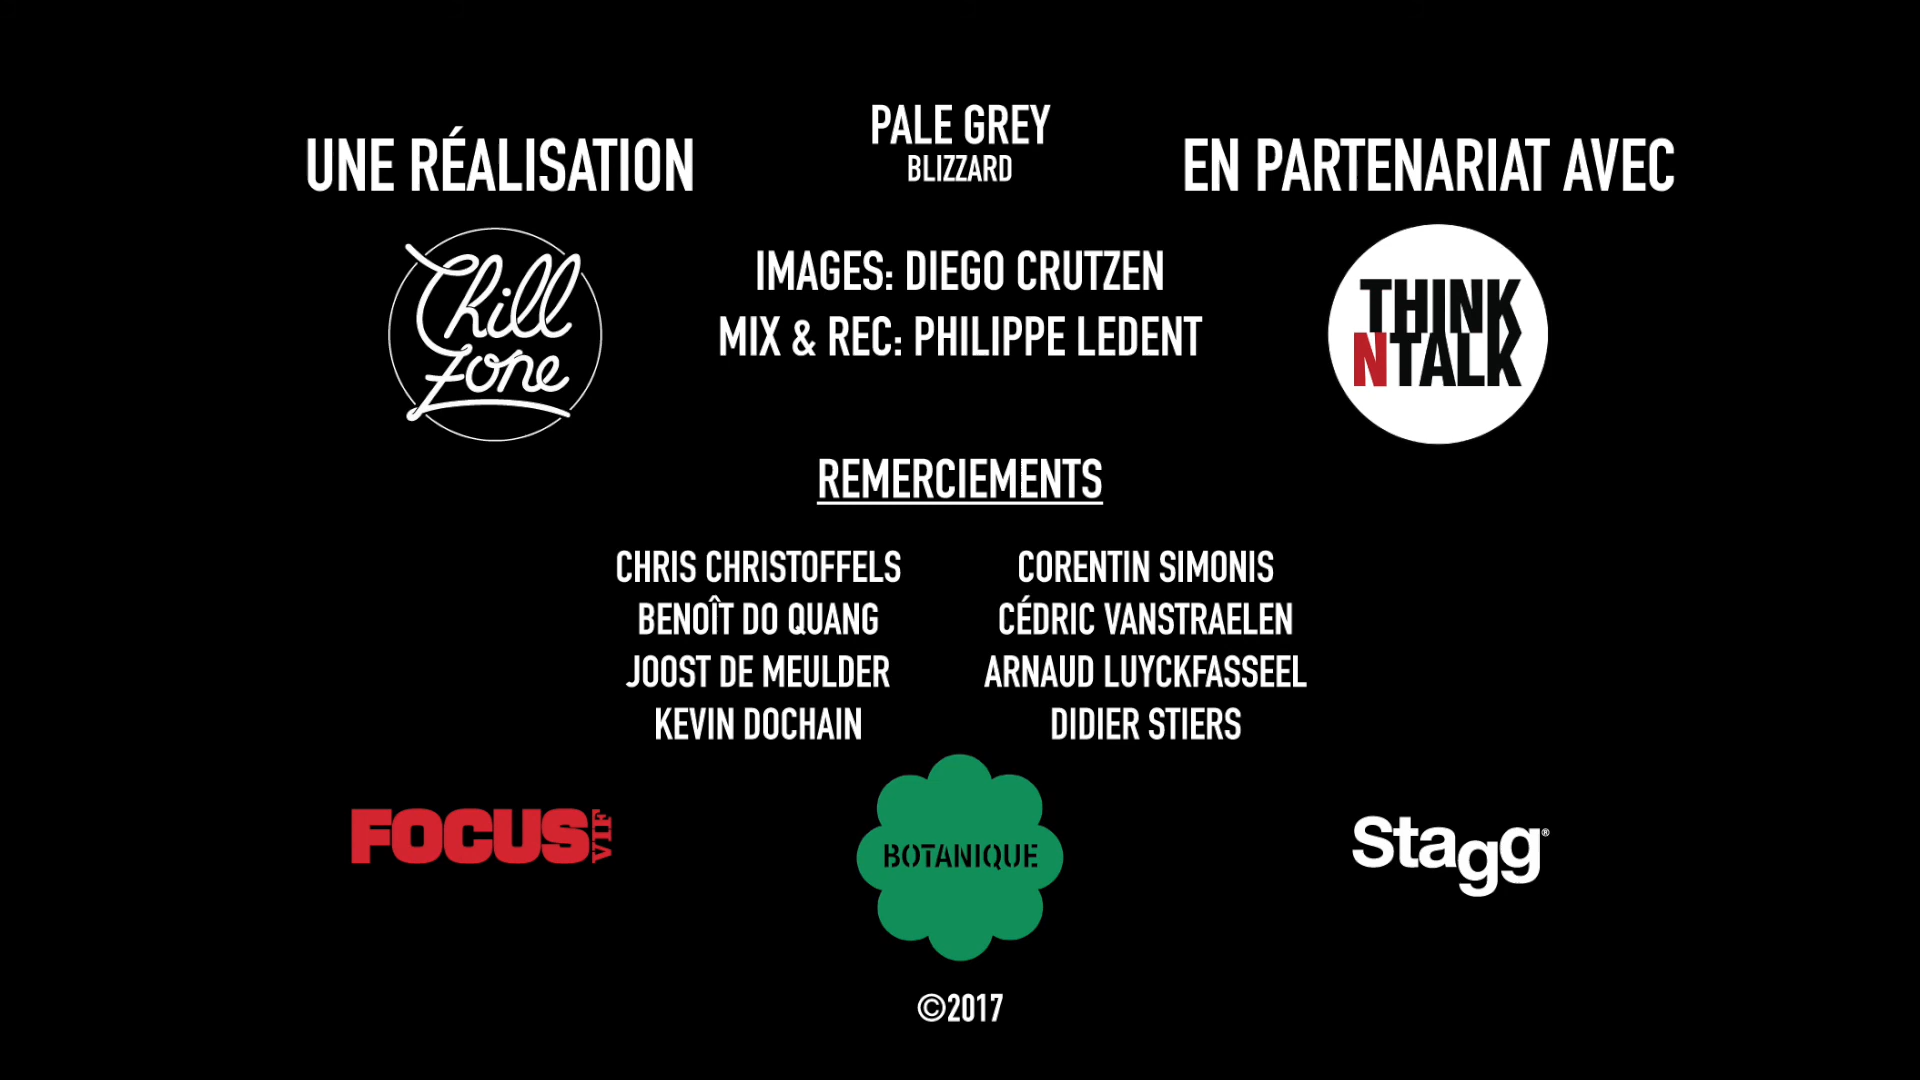 UNE RÉALISATION
Chill
Zone
PALE GREY
BLIZZARD
IMAGES: DIEGO CRUTZEN
MIX & REC: PHILIPPE LEDENT
EN PARTENARIAT AVEC
THINK
NTALK
REMERCIEMENTS
CHRIS CHRISTOFFELS
BENOÎT DO QUANG
JOOST DE MEULDER
KEVIN DOCHAIN
CORENTIN SIMONIS
CÉDRIC VANSTRAELEN
ARNAUD LUYCKFASSEEL
DIDIER STIERS
FOCUS VIF
BOTANIQUE
Stagg®
©2017